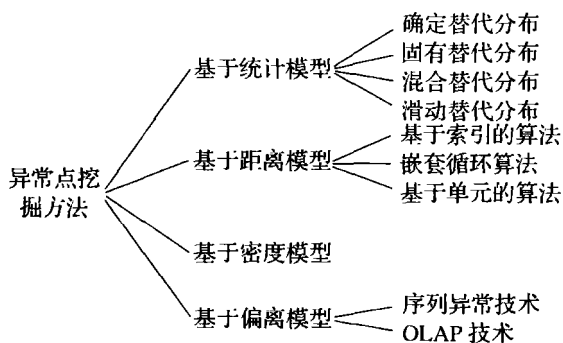 异常点挖
掘方法
基于统计模型
确定替代分布
固有替代分布
混合替代分布
滑动替代分布
基于距离模型
基于索引的算法
嵌套循环算法
基于单元的算法
基于密度模型
基于偏离模型
序列异常技术
OLAP 技术